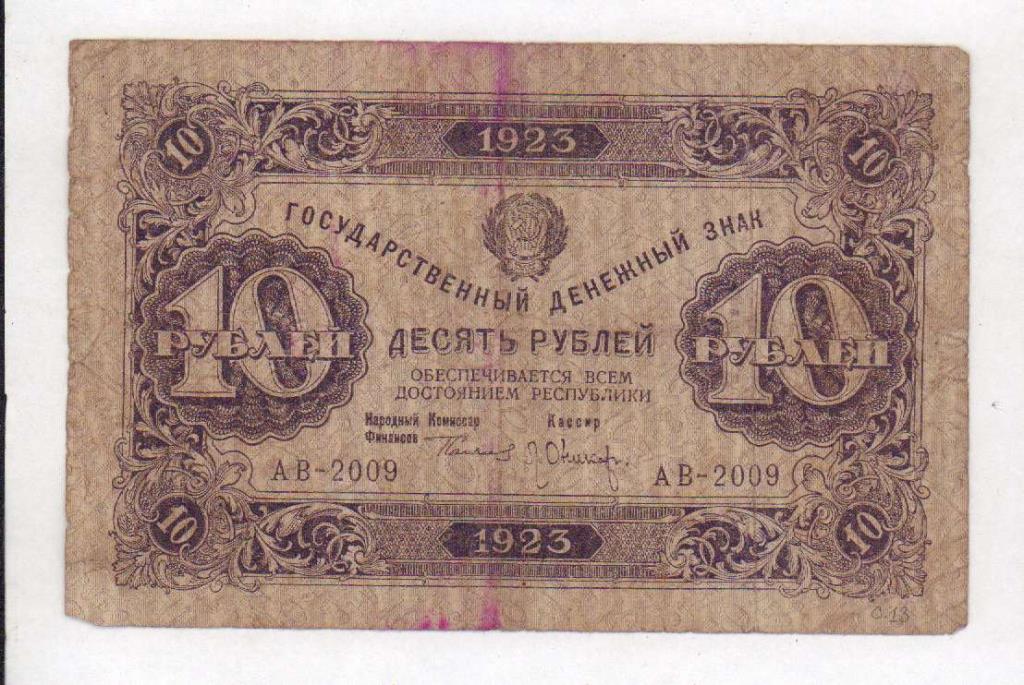 1923
10 10
ГОСУДАРСТВЕННЫЙ ДЕНЕЖНЫЙ ЗНАК
10 10
РУБЛЕЙ РУБЛЕЙ
ДЕСЯТЬ РУБЛЕЙ
ОБЕСПЕЧИВАЕТСЯ ВСЕМ
ДОСТОЯНИЕМ РЕСПУБЛИКИ
Народный Комиссар Кассир
Финансов
АВ-2009 АВ-2009
10 10
1923